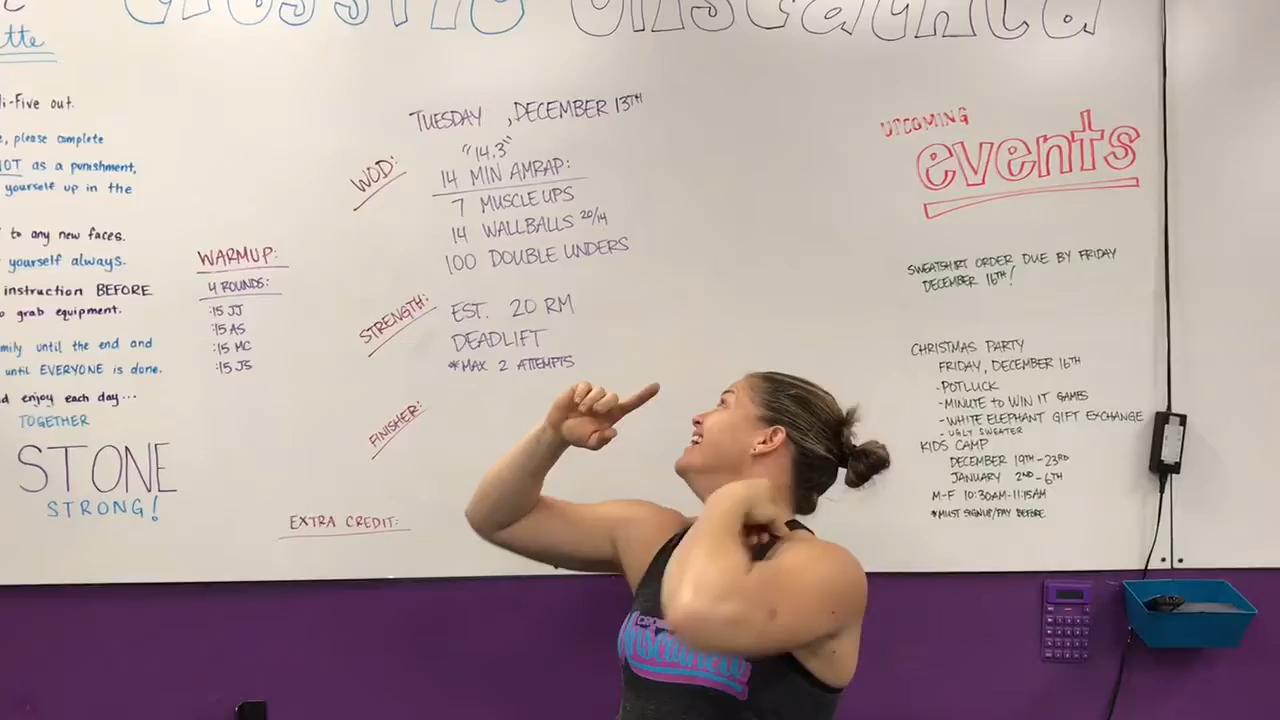 CrossFit Unscathed
tte
i-Five out.
, please complete
NOT as a punishment,
yourself up in the
to any new faces.
yourself always.
instruction BEFORE
grab equipment.
mily until the end and
until EVERYONE is done.
enjoy each day...
TOGETHER
STONE
STRONG!
WARMUP:
4 ROUNDS:
:15 JJ
:15 AS
:15 MC
:15 JS
TUESDAY , DECEMBER 13TH
WOD:
"14.3"
14 MIN AMRAP:
7 MUSCLE UPS
14 WALLBALLS 20/14
100 DOUBLE UNDERS
STRENGTH:
EST. 20 RM
DEADLIFT
*MAX 2 ATTEMPTS
FINISHER:
EXTRA CREDIT:
UPCOMING
events
SWEATSHIRT ORDER DUE BY FRIDAY
DECEMBER 16TH!
CHRISTMAS PARTY
FRIDAY, DECEMBER 16TH
-POTLUCK
-MINUTE TO WIN IT GAMES
-WHITE ELEPHANT GIFT EXCHANGE
-UGLY SWEATER
KIDS CAMP
DECEMBER 19TH-23RD
JANUARY 2ND-6TH
M-F 10:30AM-11:15AM
*MUST SIGNUP/PAY BEFORE